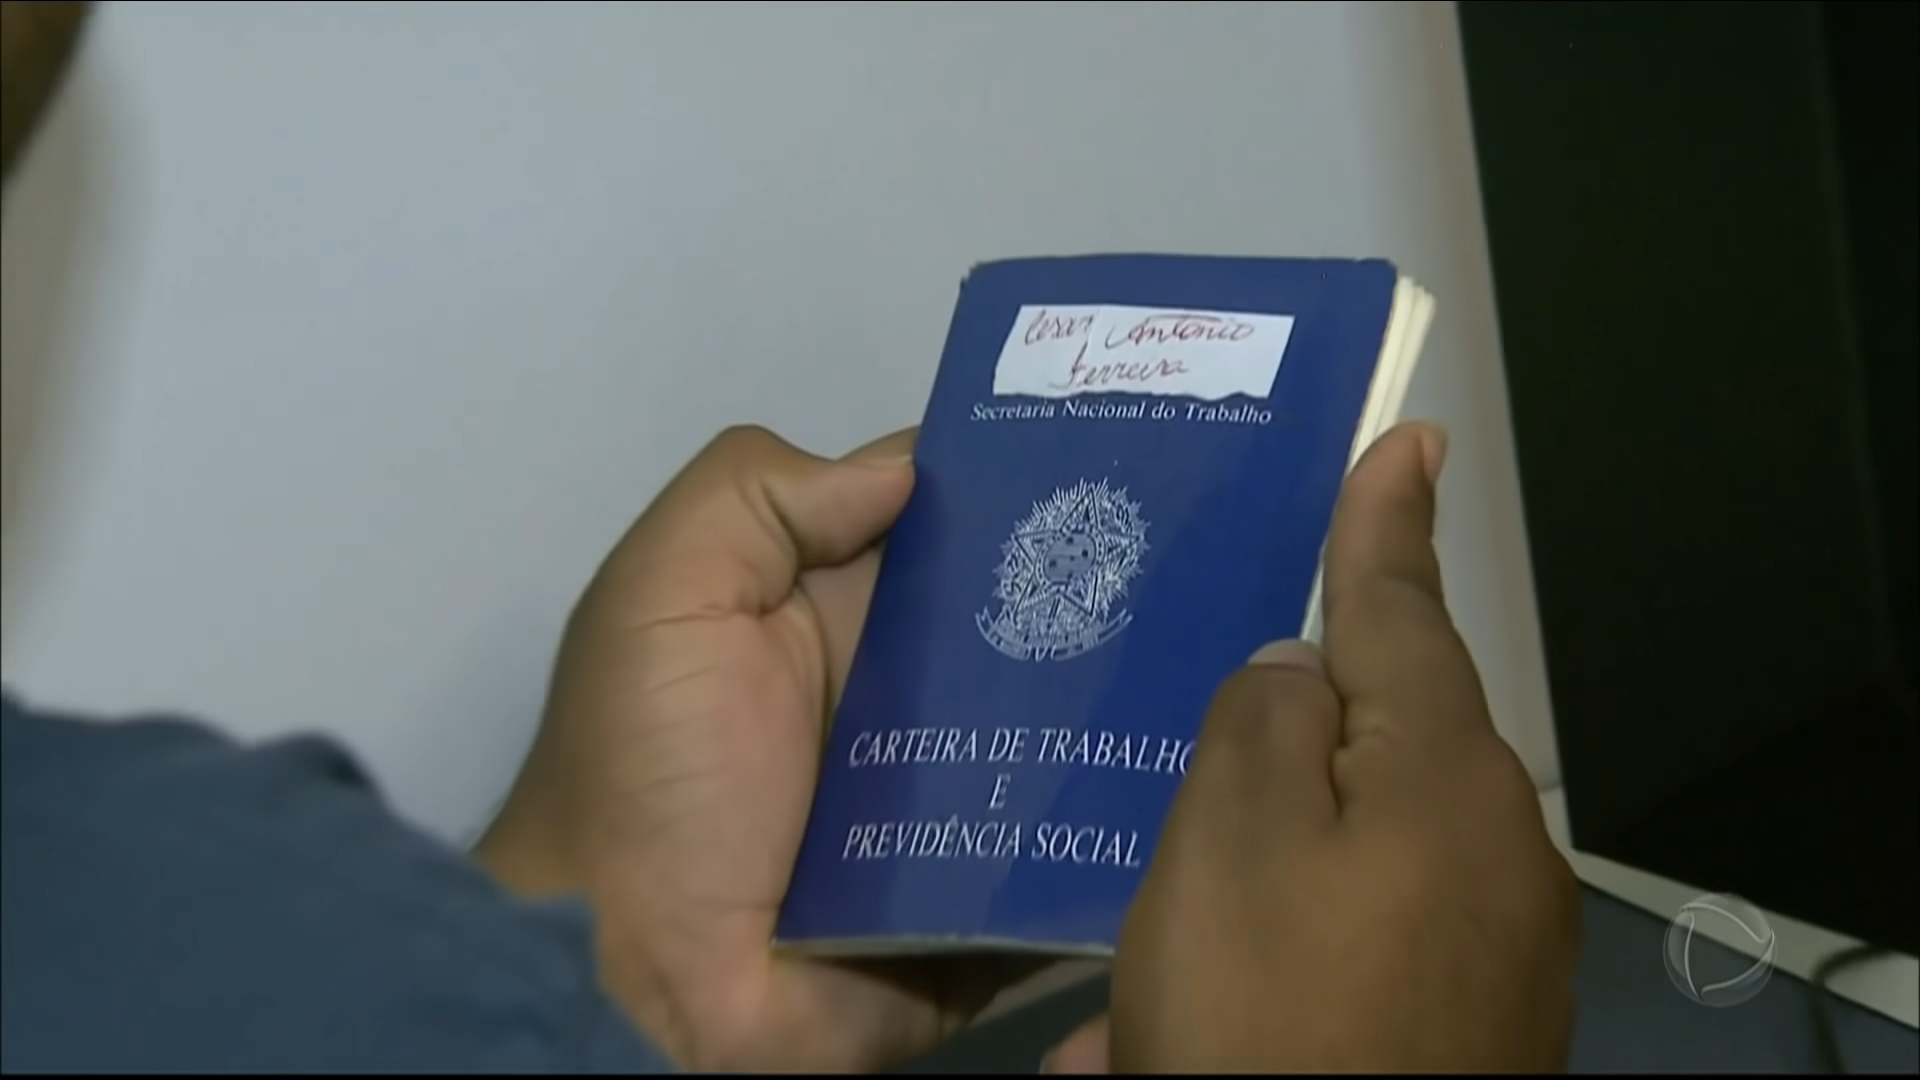 Cesar Antonio
Ferreira
Secretaria Nacional do Trabalho
CARTEIRA DE TRABALHO
E
PREVIDÊNCIA SOCIAL